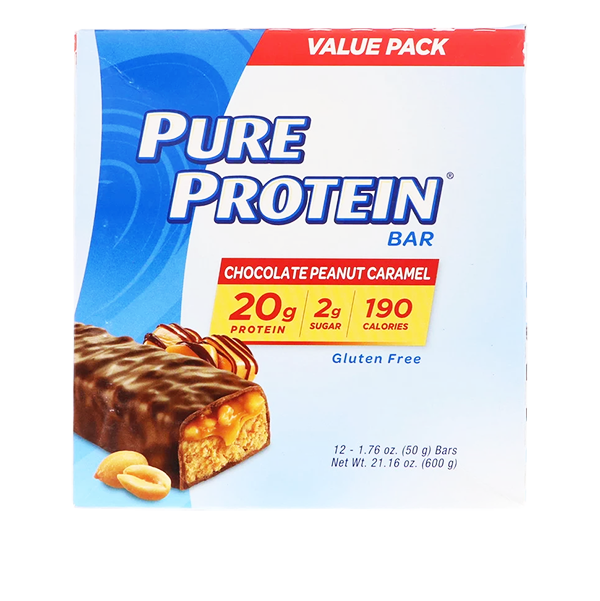 VALUE PACK
PURE
PROTEIN®
BAR
CHOCOLATE PEANUT CARAMEL
20g 2g 190
PROTEIN SUGAR CALORIES
Gluten Free
12 - 1.76 oz. (50 g) Bars
Net Wt. 21.16 oz. (600 g)